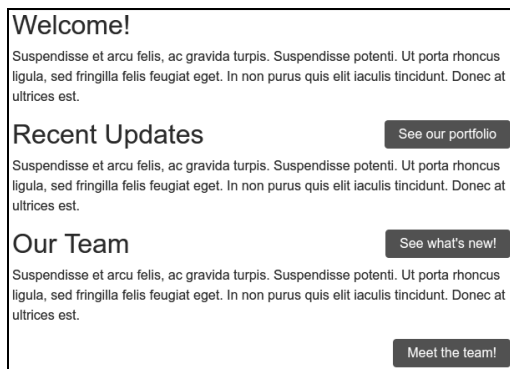 Welcome!
Suspendisse et arcu felis, ac gravida turpis. Suspendisse potenti. Ut porta rhoncus
ligula, sed fringilla felis feugiat eget. In non purus quis elit iaculis tincidunt. Donec at
ultrices est.
Recent Updates
See our portfolio
Suspendisse et arcu felis, ac gravida turpis. Suspendisse potenti. Ut porta rhoncus
ligula, sed fringilla felis feugiat eget. In non purus quis elit iaculis tincidunt. Donec at
ultrices est.
Our Team
See what's new!
Suspendisse et arcu felis, ac gravida turpis. Suspendisse potenti. Ut porta rhoncus
ligula, sed fringilla felis feugiat eget. In non purus quis elit iaculis tincidunt. Donec at
ultrices est.
Meet the team!